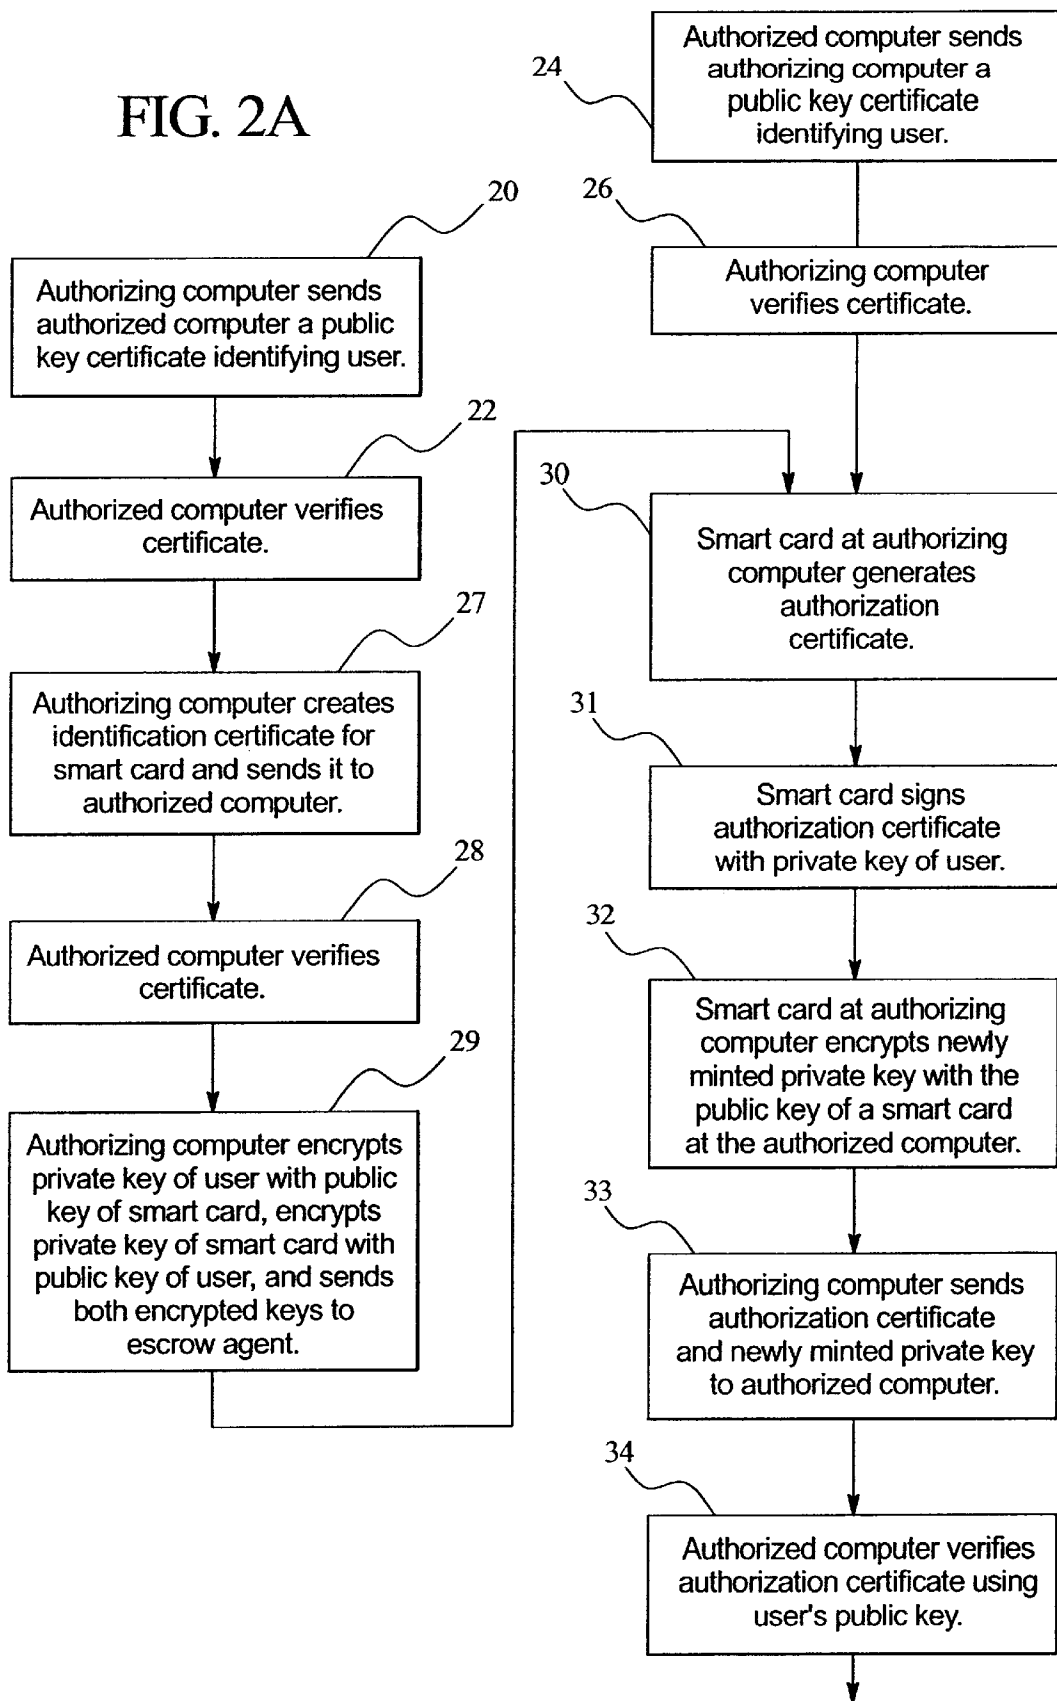 FIG. 2A
20
Authorizing computer sends
authorized computer a public
key certificate identifying user.
22
Authorized computer verifies
certificate.
27
Authorizing computer creates
identification certificate for
smart card and sends it to
authorized computer.
28
Authorized computer verifies
certificate.
29
Authorizing computer encrypts
private key of user with public
key of smart card, encrypts
private key of smart card with
public key of user, and sends
both encrypted keys to
escrow agent.
24
Authorized computer sends
authorizing computer a
public key certificate
identifying user.
26
Authorizing computer
verifies certificate.
30
Smart card at authorizing
computer generates
authorization
certificate.
31
Smart card signs
authorization certificate
with private key of user.
32
Smart card at authorizing
computer encrypts newly
minted private key with the
public key of a smart card
at the authorized computer.
33
Authorizing computer sends
authorization certificate
and newly minted private key
to authorized computer.
34
Authorized computer verifies
authorization certificate using
user's public key.